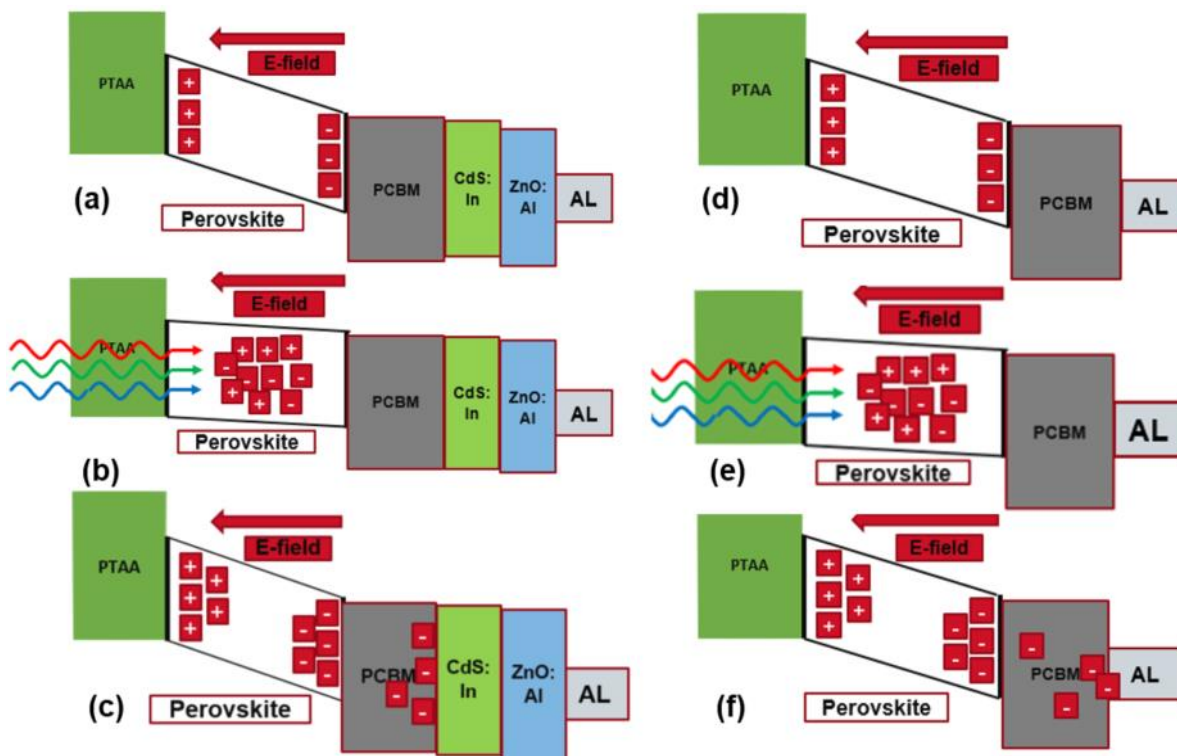 E-field
PTAA
+
+
+
-
-
-
PCBM
CdS:
In
ZnO:
Al
AL
(a)
Perovskite
E-field
PTAA
+ + +
- - - -
+ + -
PCBM
CdS:
In
ZnO:
Al
AL
Perovskite
(b)
E-field
PTAA
+
+
+
+
+
-
-
-
-
-
PCBM
-
-
-
-
CdS:
In
ZnO:
Al
AL
(c)
Perovskite
E-field
PTAA
+
+
+
-
-
-
PCBM
AL
(d)
Perovskite
E-field
PTAA
+ + +
- - - -
+ + -
PCBM
AL
Perovskite
(e)
E-field
PTAA
+
+
+
+
+
-
-
-
-
-
PCBM
-
-
-
-
AL
Perovskite
(f)